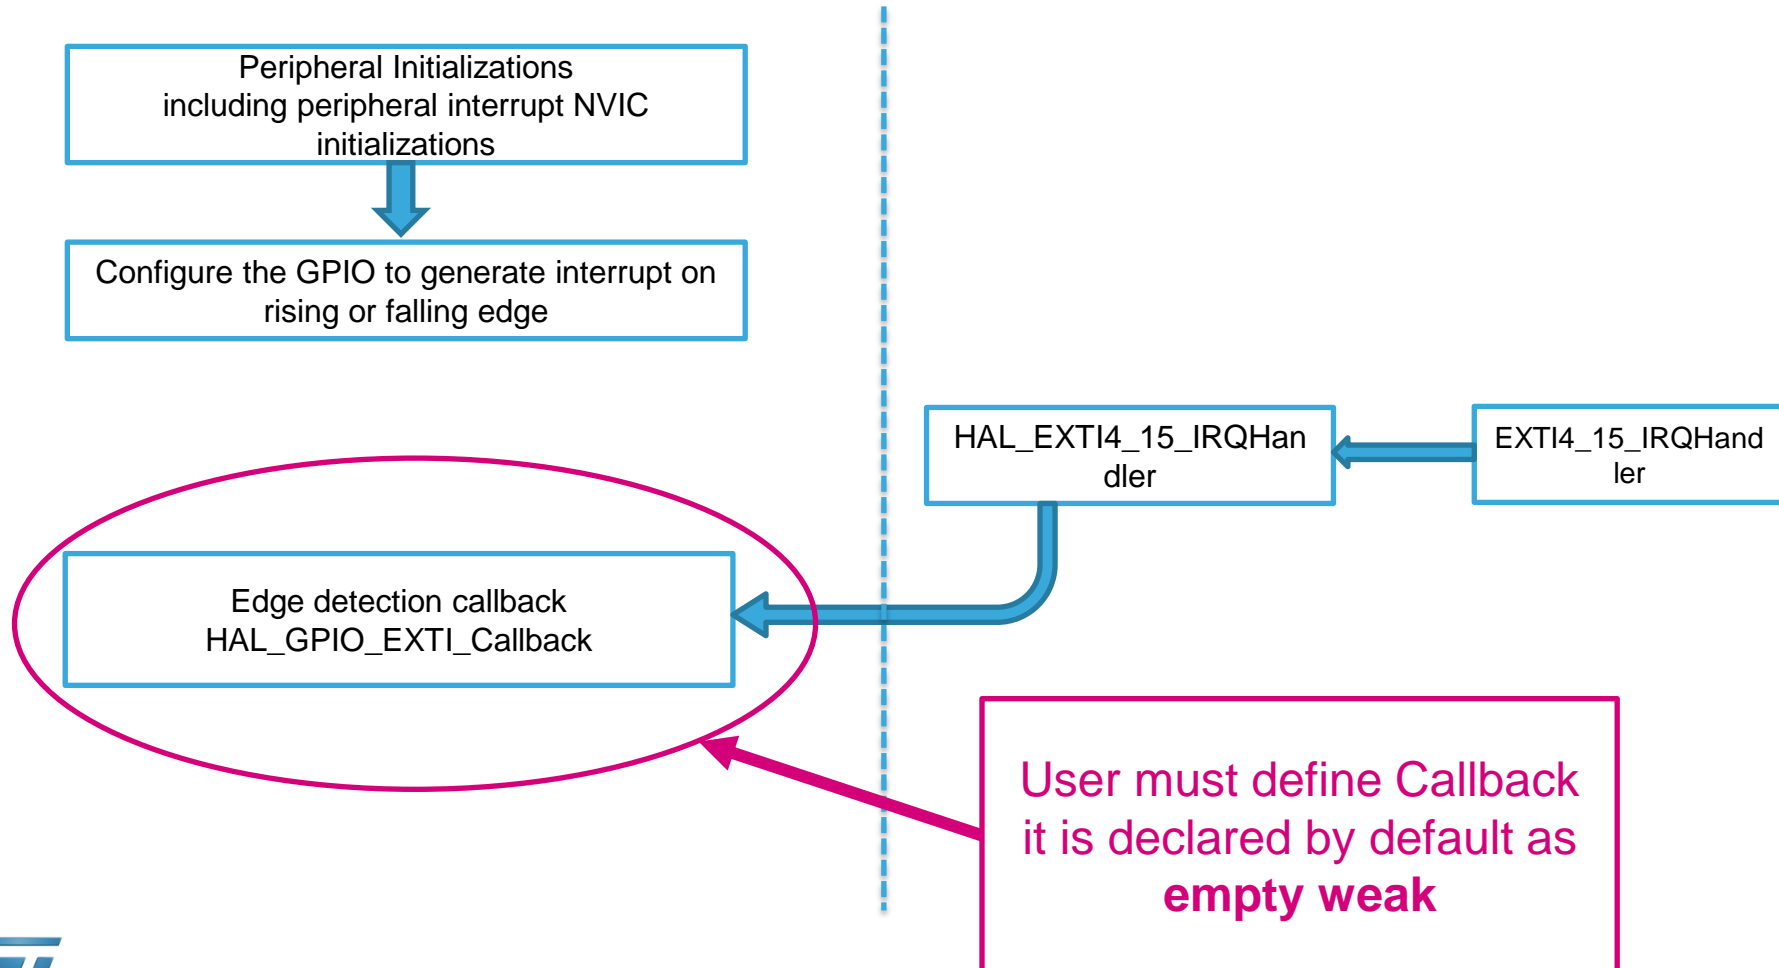 Peripheral Initializations
including peripheral interrupt NVIC
initializations
Configure the GPIO to generate interrupt on
rising or falling edge
HAL_EXTI4_15_IRQHan
dler
EXTI4_15_IRQHand
ler
Edge detection callback
HAL_GPIO_EXTI_Callback
User must define Callback
it is declared by default as
empty weak